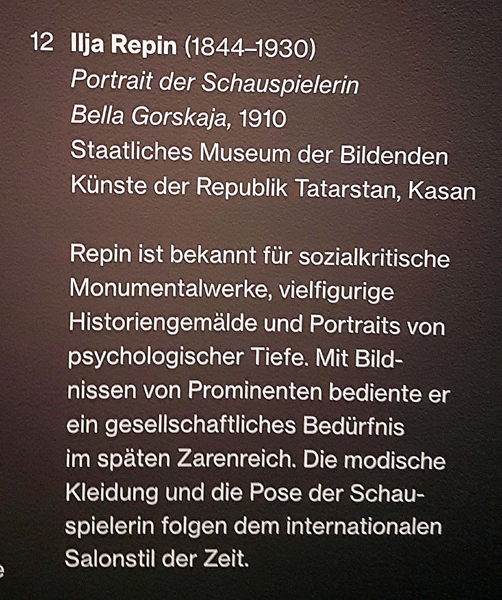 12 Ilja Repin (1844–1930)
Portrait der Schauspielerin
Bella Gorskaja, 1910
Staatliches Museum der Bildenden
Künste der Republik Tatarstan, Kasan
Repin ist bekannt für sozialkritische
Monumentalwerke, vielfigurige
Historiengemälde und Portraits von
psychologischer Tiefe. Mit Bild-
nissen von Prominenten bediente er
ein gesellschaftliches Bedürfnis
im späten Zarenreich. Die modische
Kleidung und die Pose der Schau-
spielerin folgen dem internationalen
Salonstil der Zeit.